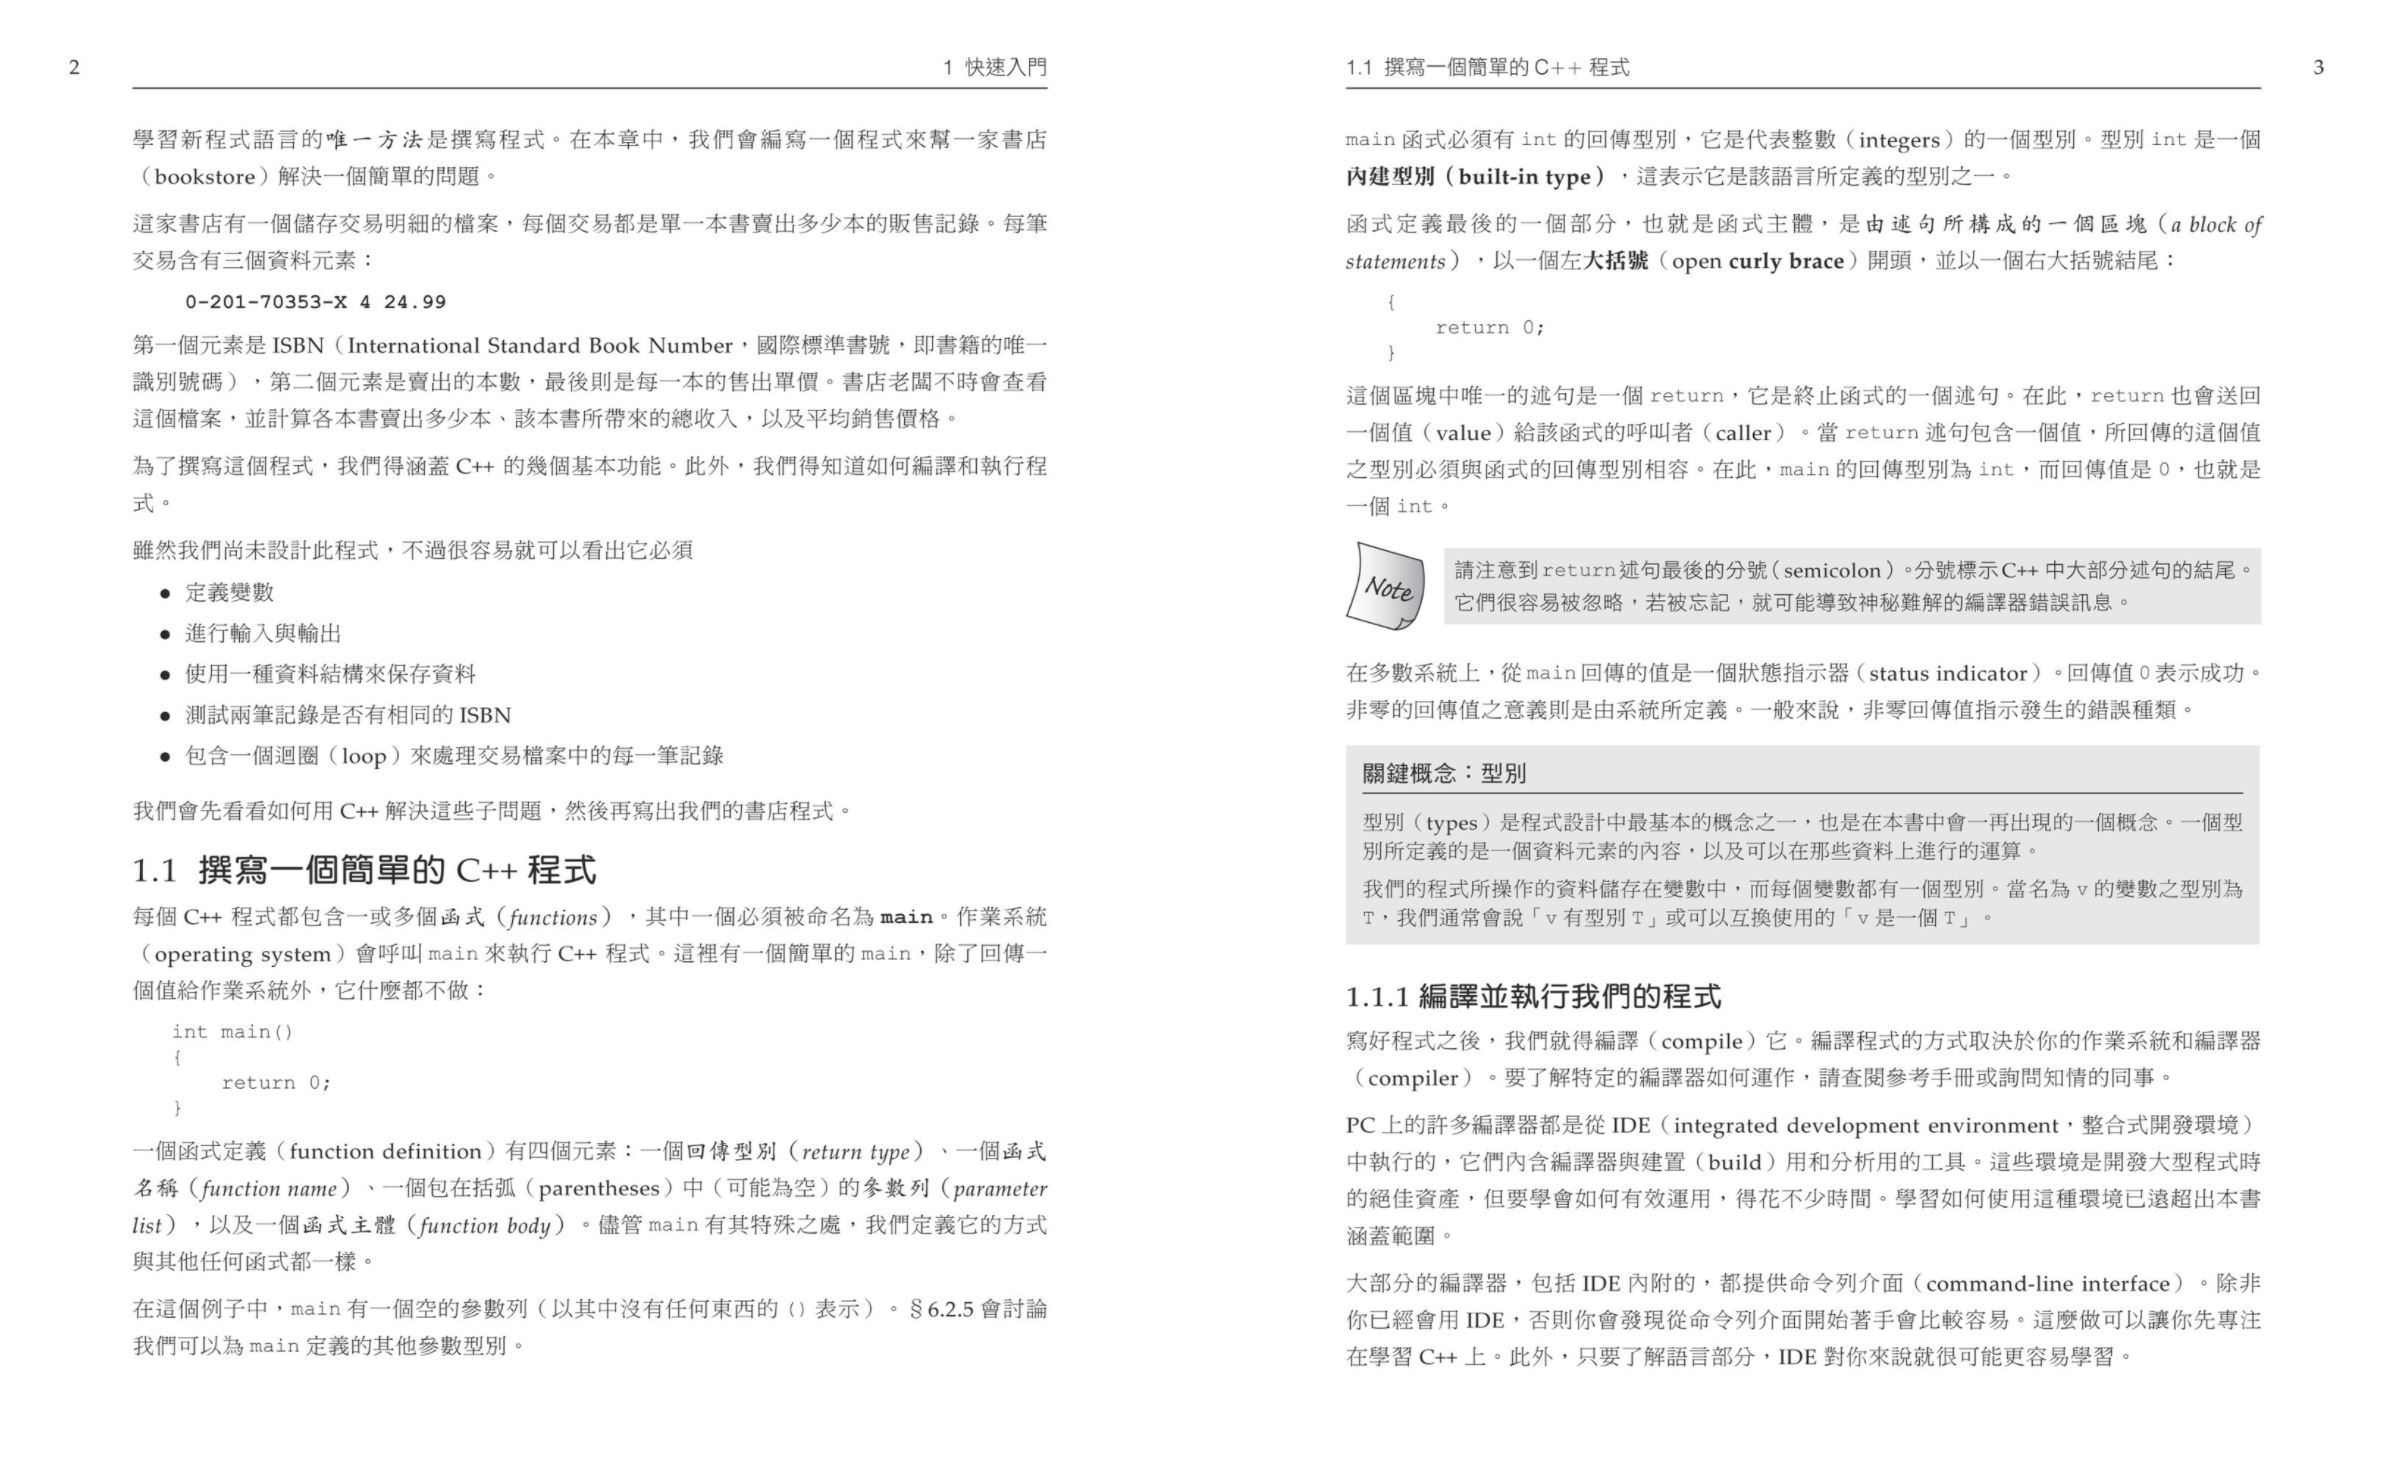 2
1 快速入門
學習新程式語言的唯一方法是撰寫程式。在本章中，我們會編寫一個程式來幫一家書店
（bookstore）解決一個簡單的問題。
這家書店有一個儲存交易明細的檔案，每個交易都是單一本書賣出多少本的販售記錄。每筆
交易含有三個資料元素：
0-201-70353-X 4 24.99
第一個元素是 ISBN（International Standard Book Number，國際標準書號，即書籍的唯一
識別號碼），第二個元素是賣出的本數，最後則是每一本的售出單價。書店老闆不時會查看
這個檔案，並計算各本書賣出多少本、該本書所帶來的總收入，以及平均銷售價格。
為了撰寫這個程式，我們得涵蓋 C++ 的幾個基本功能。此外，我們得知道如何編譯和執行程
式。
雖然我們尚未設計此程式，不過很容易就可以看出它必須
● 定義變數
● 進行輸入與輸出
● 使用一種資料結構來保存資料
● 測試兩筆記錄是否有相同的 ISBN
● 包含一個迴圈（loop）來處理交易檔案中的每一筆記錄
我們會先看看如何用 C++ 解決這些子問題，然後再寫出我們的書店程式。
1.1 撰寫一個簡單的 C++ 程式
每個 C++ 程式都包含一或多個函式（functions），其中一個必須被命名為 main。作業系統
（operating system）會呼叫 main 來執行 C++ 程式。這裡有一個簡單的 main，除了回傳一
個值給作業系統外，它什麼都不做：
int main()
{
return 0;
}
一個函式定義（function definition）有四個元素：一個回傳型別（return type）、一個函式
名稱（function name）、一個包在括弧（parentheses）中（可能為空）的參數列（parameter
list），以及一個函式主體（function body）。儘管 main 有其特殊之處，我們定義它的方式
與其他任何函式都一樣。
在這個例子中，main 有一個空的參數列（以其中沒有任何東西的 () 表示）。§6.2.5 會討論
我們可以為 main 定義的其他參數型別。
1.1 撰寫一個簡單的 C++ 程式
3
main 函式必須有 int 的回傳型別，它是代表整數（integers）的一個型別。型別 int 是一個
內建型別（built-in type），這表示它是該語言所定義的型別之一。
函式定義最後的一個部分，也就是函式主體，是由述句所構成的一個區塊（a block of
statements），以一個左大括號（open curly brace）開頭，並以一個右大括號結尾：
{
return 0;
}
這個區塊中唯一的述句是一個 return，它是終止函式的一個述句。在此，return 也會送回
一個值（value）給該函式的呼叫者（caller）。當 return 述句包含一個值，所回傳的這個值
之型別必須與函式的回傳型別相容。在此，main 的回傳型別為 int，而回傳值是 0，也就是
一個 int。
Note
請注意到return述句最後的分號（semicolon）。分號標示C++ 中大部分述句的結尾。
它們很容易被忽略，若被忘記，就可能導致神秘難解的編譯器錯誤訊息。
在多數系統上，從main回傳的值是一個狀態指示器（status indicator）。回傳值 0 表示成功。
非零的回傳值之意義則是由系統所定義。一般來說，非零回傳值指示發生的錯誤種類。
關鍵概念：型別
型別（types）是程式設計中最基本的概念之一，也是在本書中會一再出現的一個概念。一個型
別所定義的是一個資料元素的內容，以及可以在那些資料上進行的運算。
我們的程式所操作的資料儲存在變數中，而每個變數都有一個型別。當名為 v 的變數之型別為
T，我們通常會說「v 有型別 T」或可以互換使用的「v 是一個 T」。
1.1.1 編譯並執行我們的程式
寫好程式之後，我們就得編譯（compile）它。編譯程式的方式取決於你的作業系統和編譯器
（compiler）。要了解特定的編譯器如何運作，請查閱參考手冊或詢問知情的同事。
PC 上的許多編譯器都是從 IDE（integrated development environment，整合式開發環境）
中執行的，它們內含編譯器與建置（build）用和分析用的工具。這些環境是開發大型程式時
的絕佳資產，但要學會如何有效運用，得花不少時間。學習如何使用這種環境已遠超出本書
涵蓋範圍。
大部分的編譯器，包括 IDE 內附的，都提供命令列介面（command-line interface）。除非
你已經會用 IDE，否則你會發現從命令列介面開始著手會比較容易。這麼做可以讓你先專注
在學習 C++ 上。此外，只要了解語言部分，IDE 對你來說就很可能更容易學習。